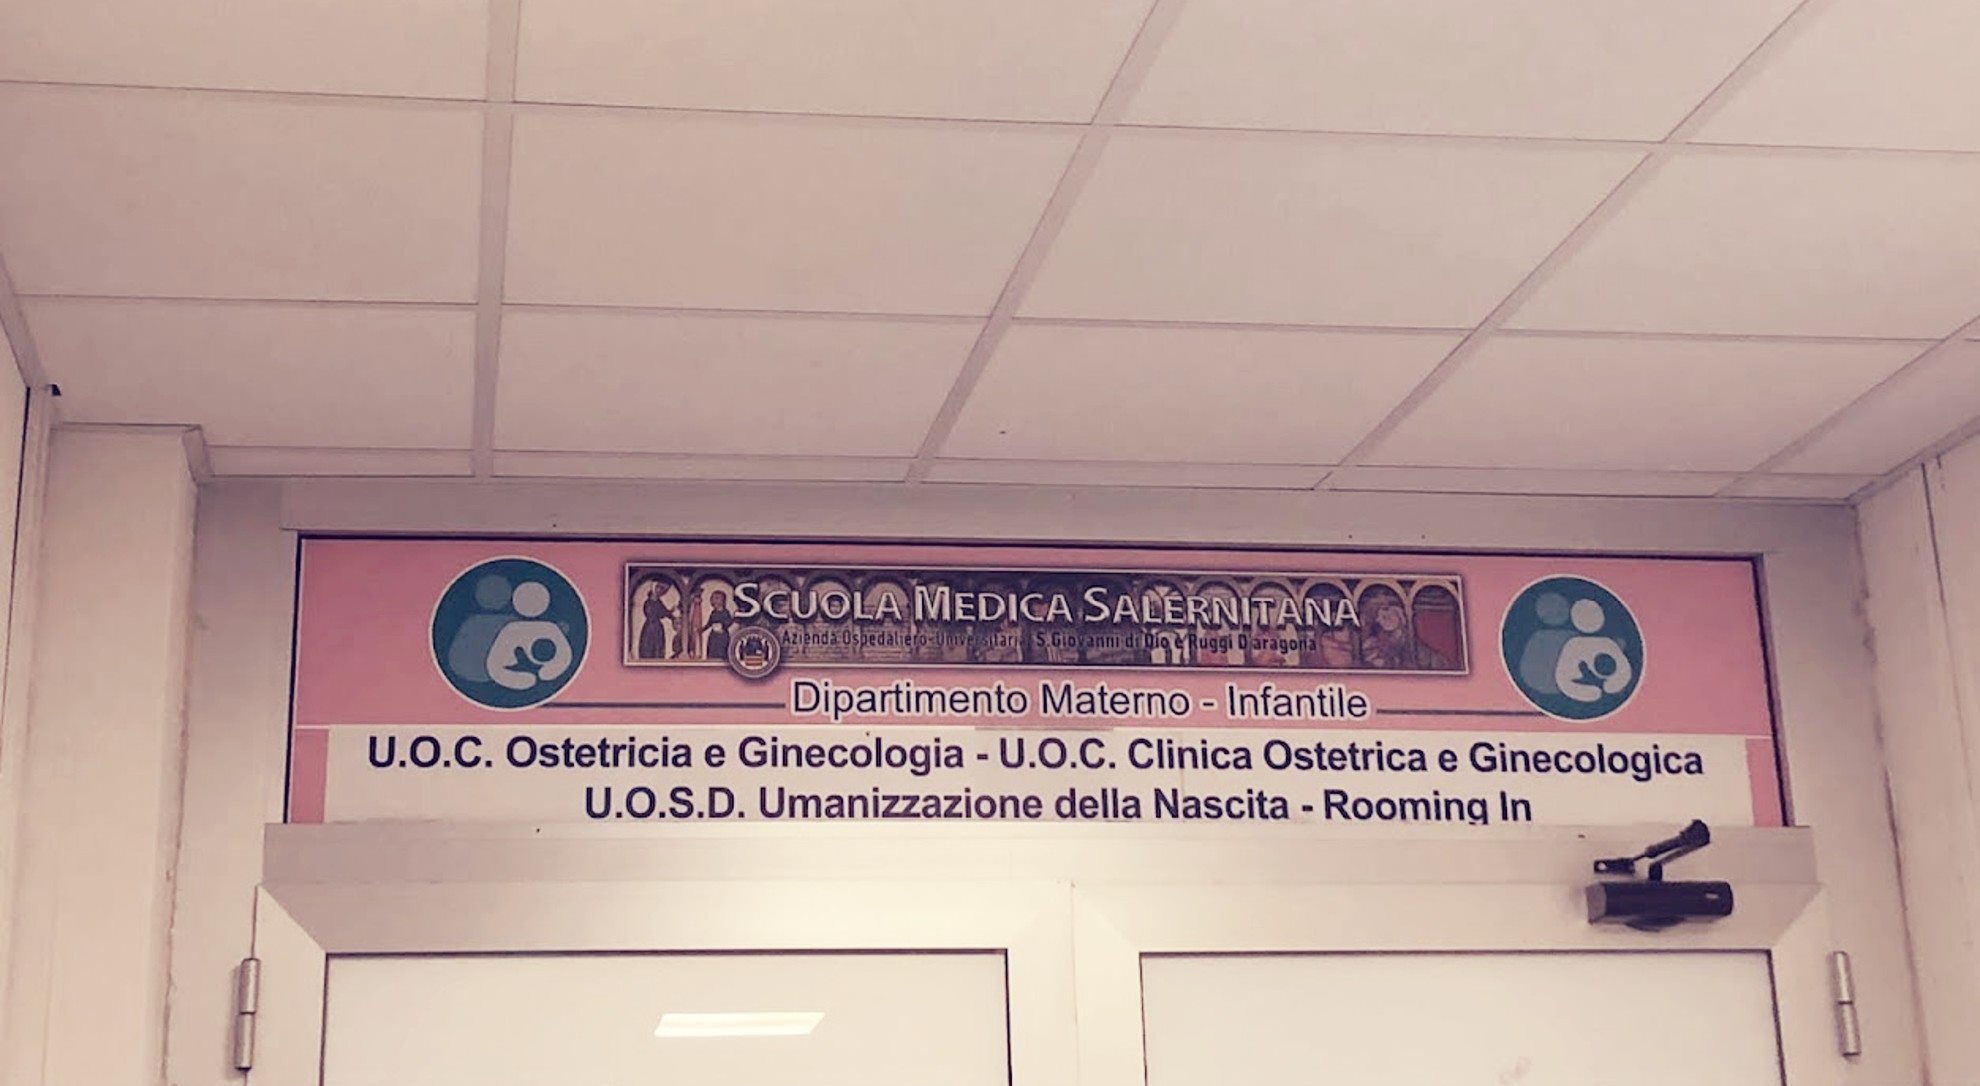 SCUOLA MEDICA SALERNITANA
Azienda Ospedaliero-Universitaria S.Giovanni di Dio e Ruggi D'aragona
Dipartimento Materno - Infantile
U.O.C. Ostetricia e Ginecologia - U.O.C. Clinica Ostetrica e Ginecologica
U.O.S.D. Umanizzazione della Nascita - Rooming In